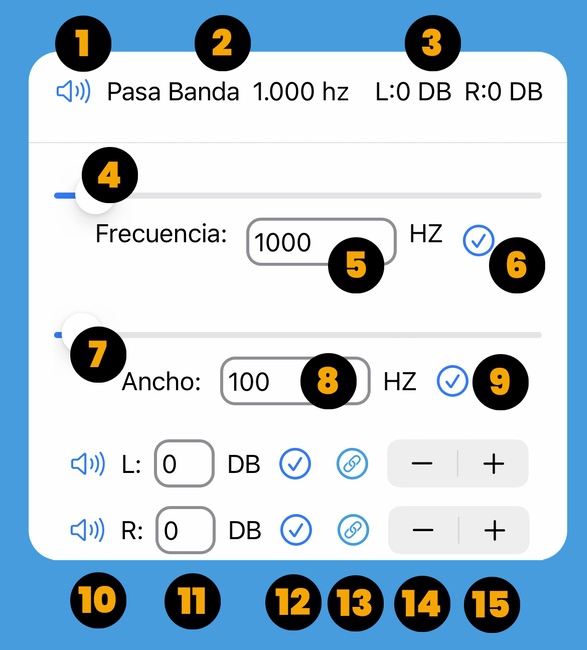 1 2 3
Pasa Banda 1.000 hz L:0 DB R:0 DB
4
Frecuencia: 1000 HZ
5 6
7
Ancho: 100 8 HZ 9
L: 0 DB − +
R: 0 DB − +
10 11 12 13 14 15